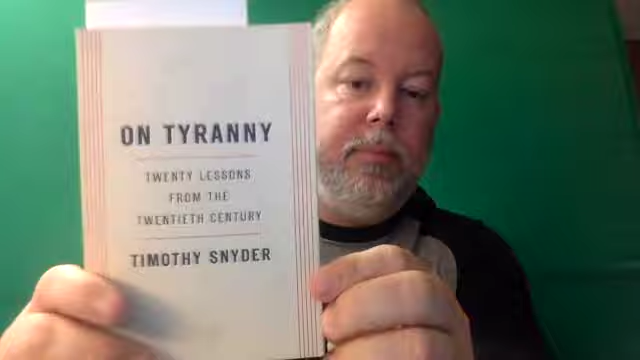 ON TYRANNY
TWENTY LESSONS
FROM THE
TWENTIETH CENTURY
TIMOTHY SNYDER